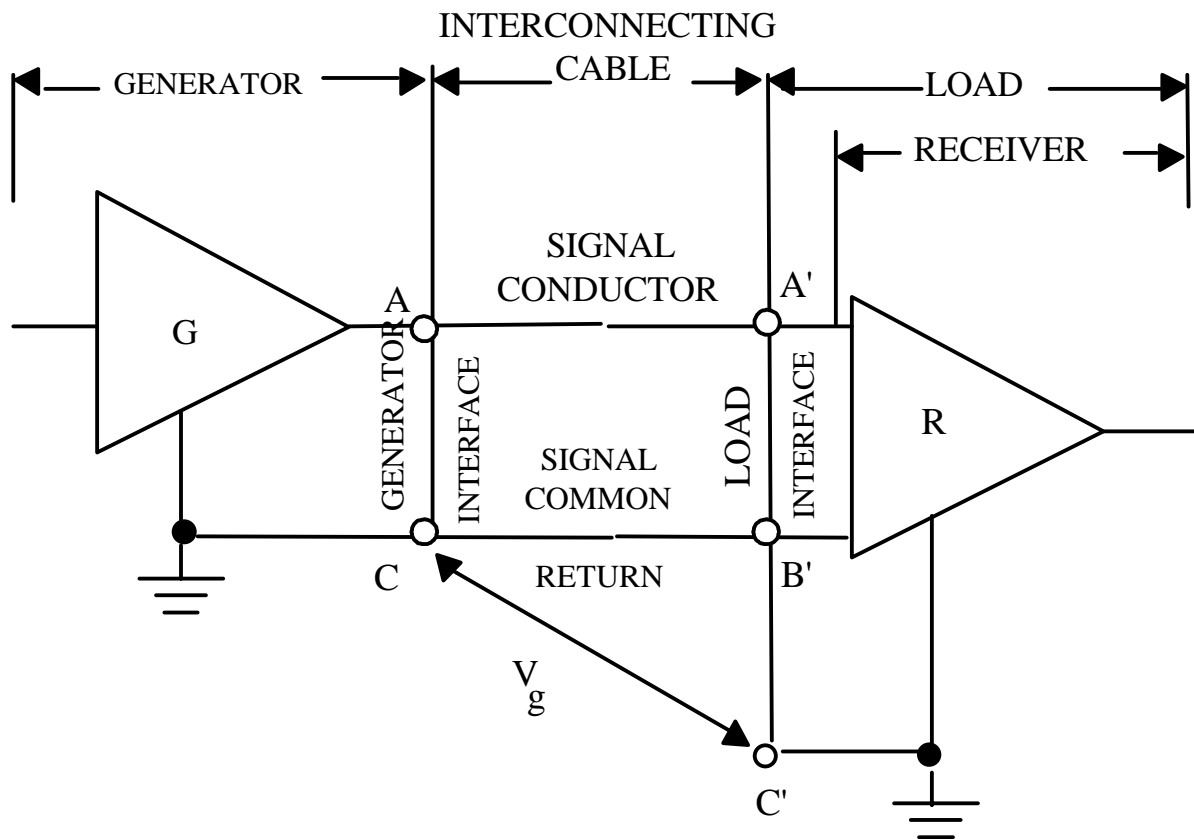 INTERCONNECTING
CABLE
GENERATOR
LOAD
RECEIVER
SIGNAL
CONDUCTOR
A
A'
G
GENERATOR
INTERFACE
LOAD
INTERFACE
R
SIGNAL
COMMON
RETURN
C
B'
Vg
C'